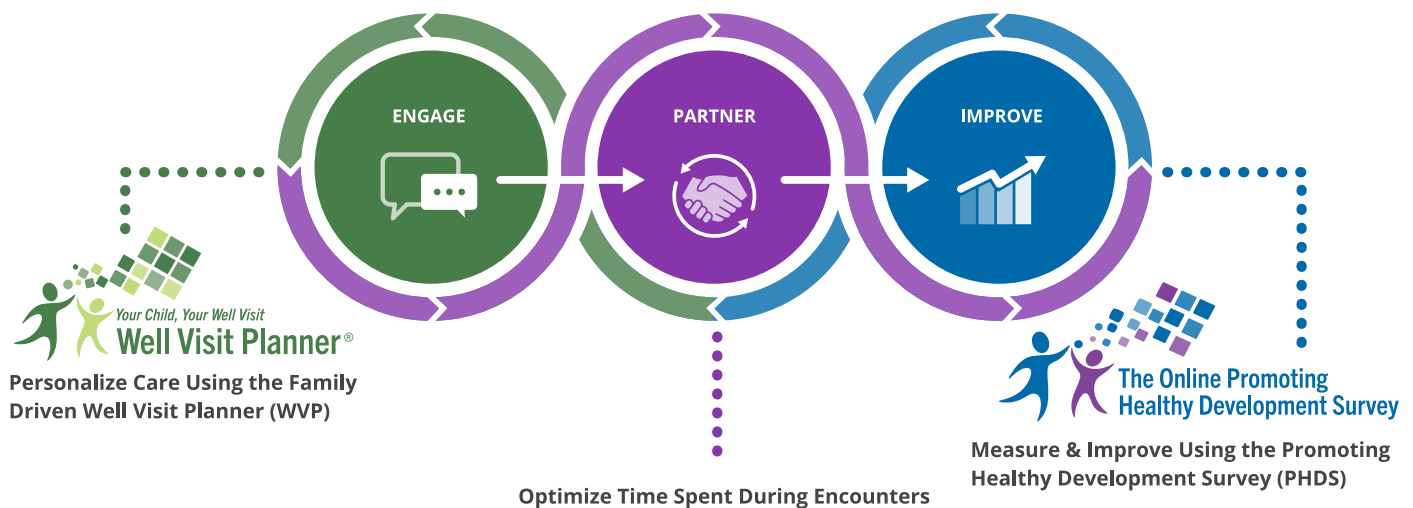 ENGAGE
PARTNER
IMPROVE
Your Child, Your Well Visit
Well Visit Planner®
Personalize Care Using the Family
Driven Well Visit Planner (WVP)
The Online Promoting
Healthy Development Survey
Measure & Improve Using the Promoting
Healthy Development Survey (PHDS)
Optimize Time Spent During Encounters